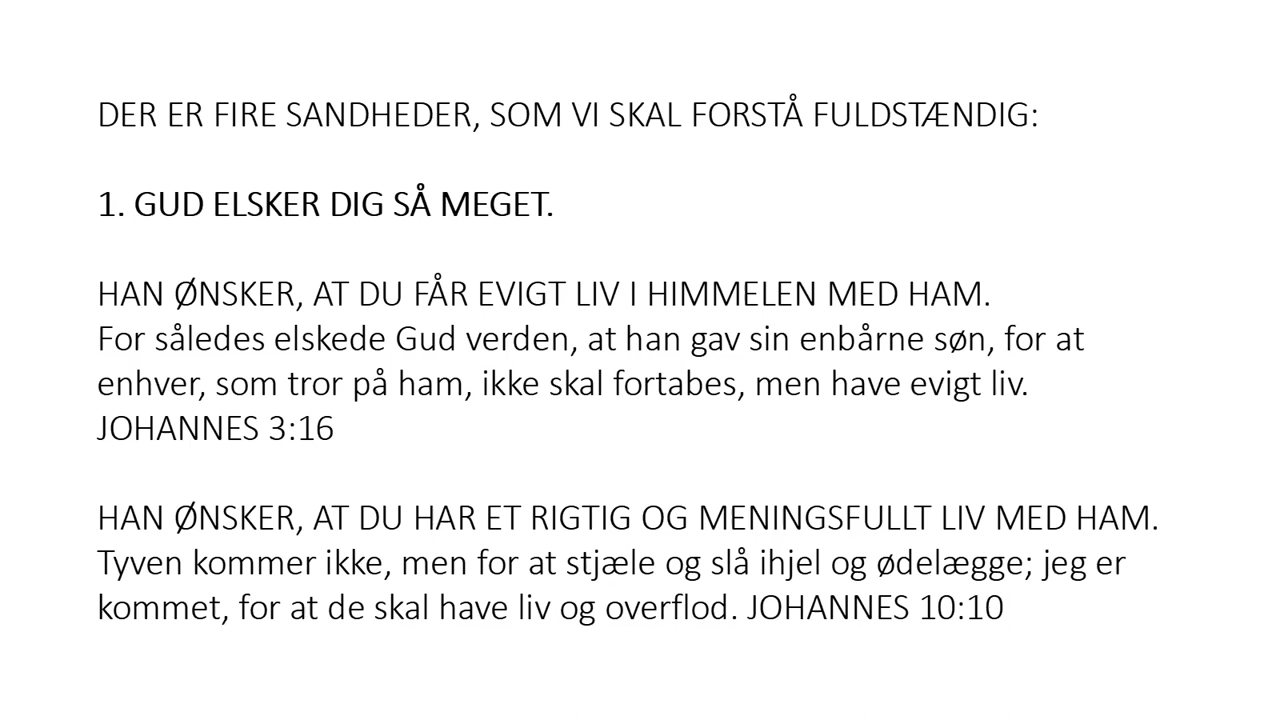 DER ER FIRE SANDHEDER, SOM VI SKAL FORSTÅ FULDSTÆNDIG:
1. GUD ELSKER DIG SÅ MEGET.
HAN ØNSKER, AT DU FÅR EVIGT LIV I HIMMELEN MED HAM.
For således elskede Gud verden, at han gav sin enbårne søn, for at
enhver, som tror på ham, ikke skal fortabes, men have evigt liv.
JOHANNES 3:16
HAN ØNSKER, AT DU HAR ET RIGTIG OG MENINGSFULLT LIV MED HAM.
Tyven kommer ikke, men for at stjæle og slå ihjel og ødelægge; jeg er
kommet, for at de skal have liv og overflod. JOHANNES 10:10